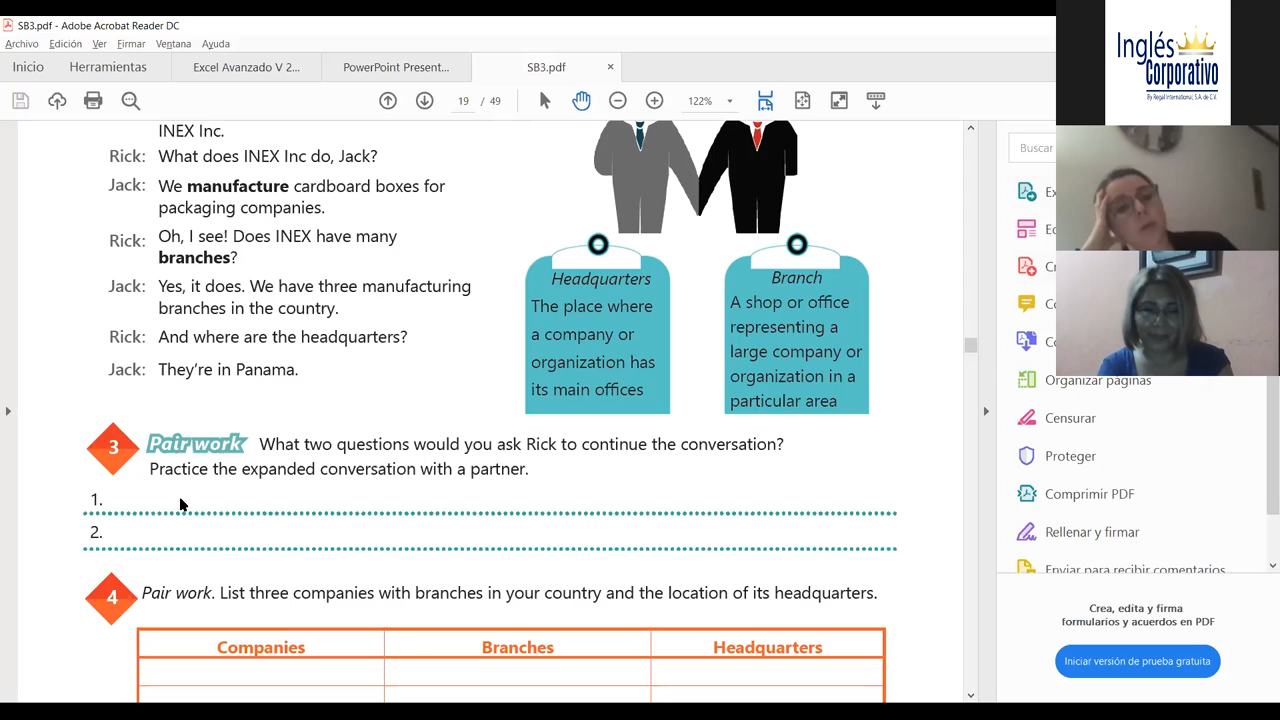 SB3.pdf - Adobe Acrobat Reader DC
Archivo Edición Ver Firmar Ventana Ayuda
Inicio Herramientas Excel Avanzado V 2... PowerPoint Present... SB3.pdf ×
49 122%
INEX Inc.
Rick: What does INEX Inc do, Jack?
Jack: We manufacture cardboard boxes for
packaging companies.
Rick: Oh, I see! Does INEX have many
branches?
Jack: Yes, it does. We have three manufacturing
branches in the country.
Rick: And where are the headquarters?
Jack: They're in Panama.
Headquarters
The place where
a company or
organization has
its main offices
Branch
A shop or office
representing a
large company or
organization in a
particular area
3 Pair work What two questions would you ask Rick to continue the conversation?
Practice the expanded conversation with a partner.
1.
2.
4 Pair work. List three companies with branches in your country and the location of its headquarters.
Companies Branches Headquarters
Inglés
Corporativo
By Regal International, S.A. de C.V.
Buscar
Organizar páginas
Censurar
Proteger
Comprimir PDF
Rellenar y firmar
Enviar para recibir comentarios
Crea, edita y firma
formularios y acuerdos en PDF
Iniciar versión de prueba gratuita